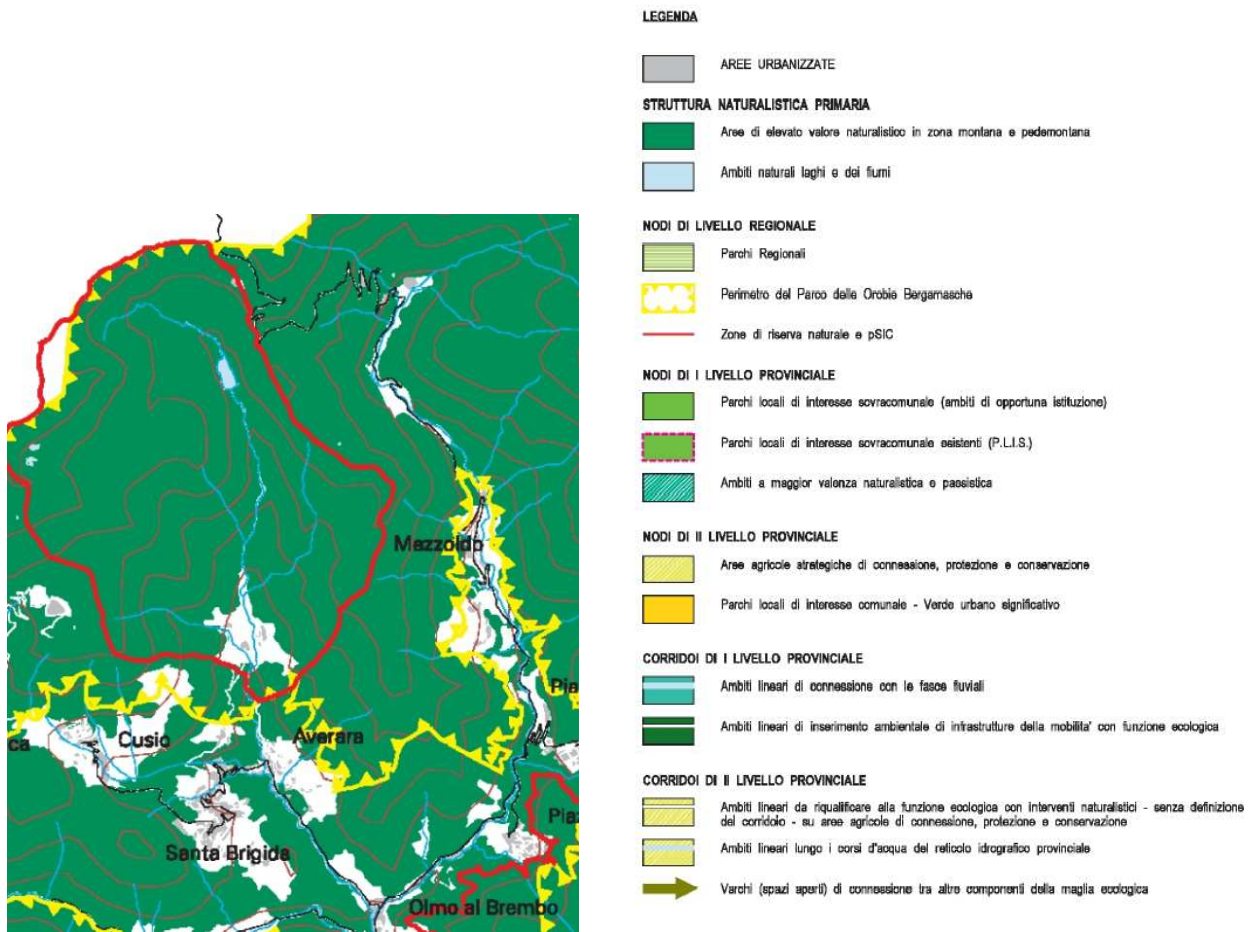 LEGENDA
AREE URBANIZZATE
STRUTTURA NATURALISTICA PRIMARIA
Aree di elevato valore naturalistico in zona montana e pedemontana
Ambiti naturali laghi e dei fiumi
NODI DI LIVELLO REGIONALE
Parchi Regionali
Perimetro del Parco delle Orobie Bergamasche
Zone di riserva naturale e pSIC
NODI DI I LIVELLO PROVINCIALE
Parchi locali di interesse sovracomunale (ambiti di opportuna istituzione)
Parchi locali di interesse sovracomunale esistenti (P.L.I.S.)
Ambiti a maggior valenza naturalistica e paesistica
NODI DI II LIVELLO PROVINCIALE
Aree agricole strategiche di connessione, protezione e conservazione
Parchi locali di interesse comunale - Verde urbano significativo
CORRIDOI DI I LIVELLO PROVINCIALE
Ambiti lineari di connessione con le fasce fluviali
Ambiti lineari di inserimento ambientale di infrastrutture della mobilita' con funzione ecologica
CORRIDOI DI II LIVELLO PROVINCIALE
Ambiti lineari da riqualificare alla funzione ecologica con interventi naturalistici - senza definizione
del corridoio - su aree agricole di connessione, protezione e conservazione
Ambiti lineari lungo i corsi d'acqua del reticolo idrografico provinciale
Varchi (spazi aperti) di connessione tra altre componenti della maglia ecologica
Mezzoldo
Pia
ca
Cusio
Averara
Pia
Santa Brigida
Olmo al Brembo